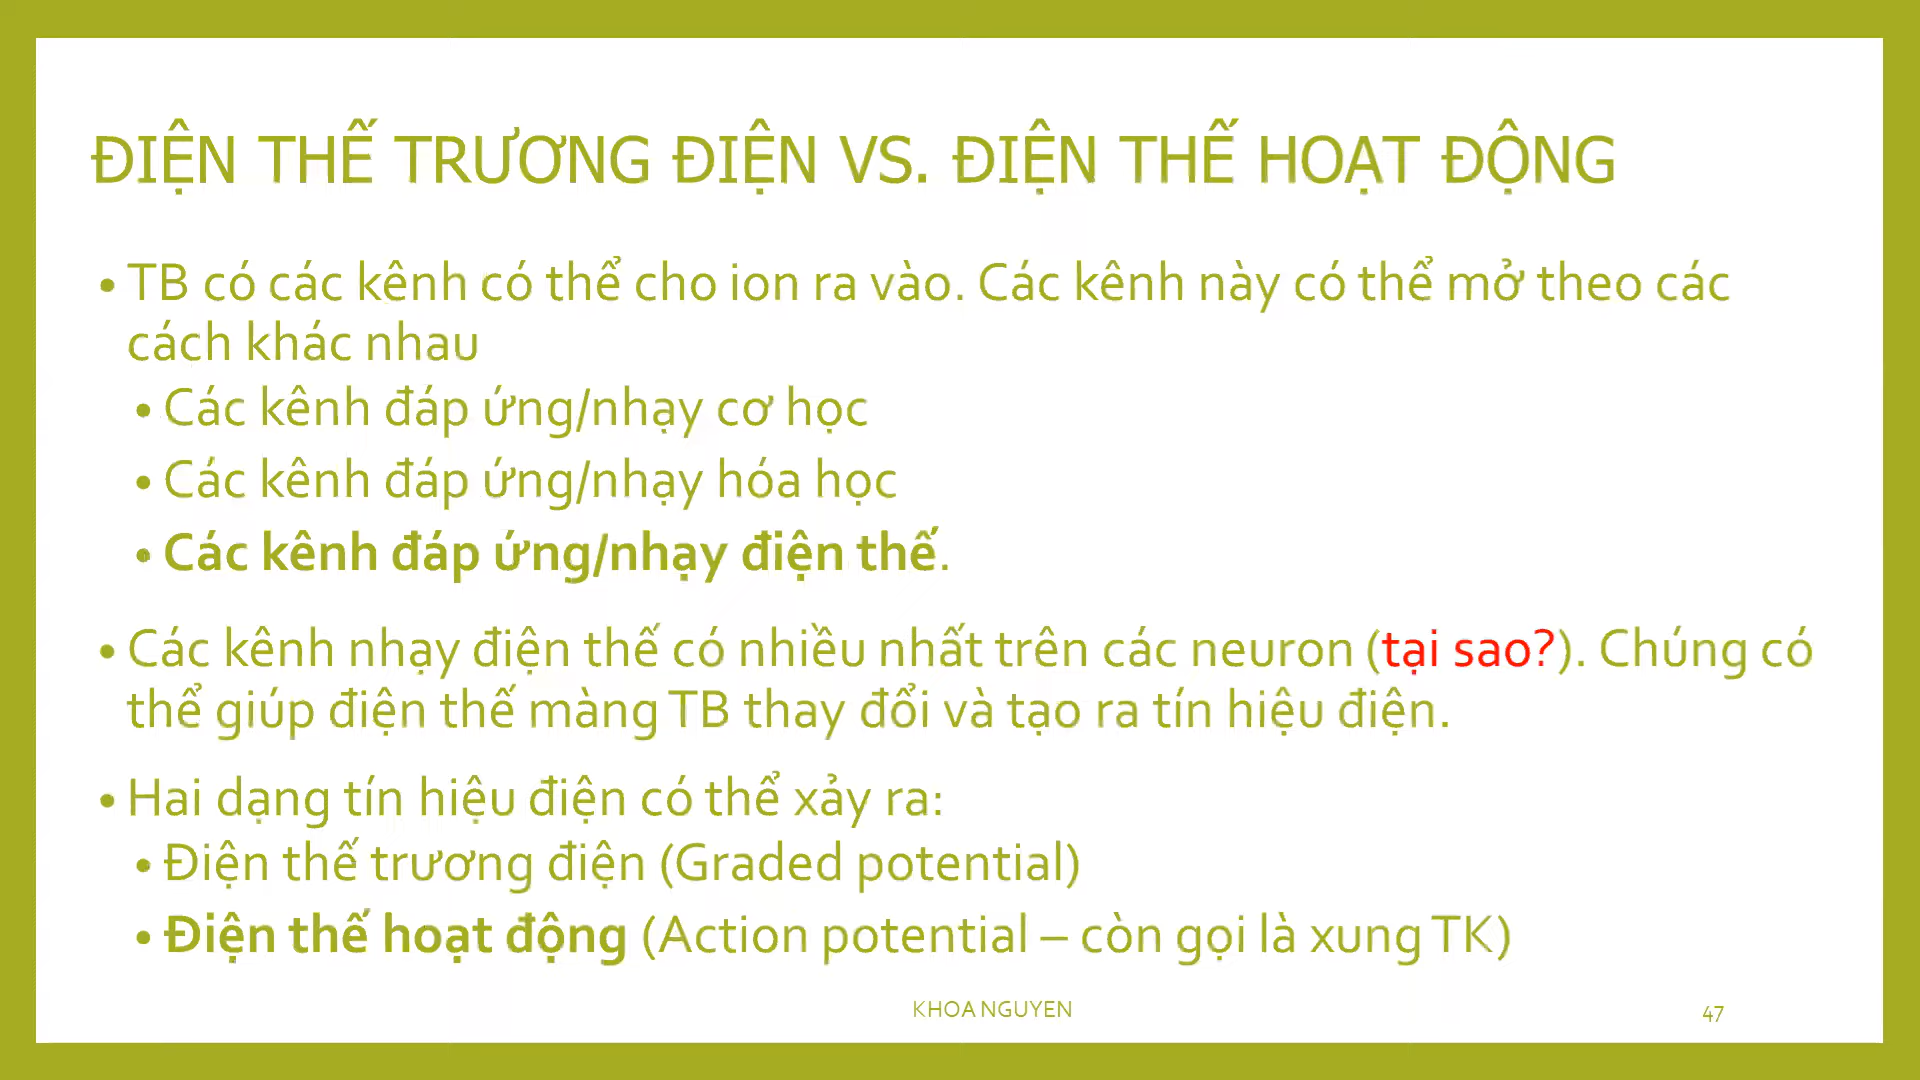 ĐIỆN THẾ TRƯƠNG ĐIỆN VS. ĐIỆN THẾ HOẠT ĐỘNG
• TB có các kênh có thể cho ion ra vào. Các kênh này có thể mở theo các
cách khác nhau
• Các kênh đáp ứng/nhạy cơ học
• Các kênh đáp ứng/nhạy hóa học
• Các kênh đáp ứng/nhạy điện thế.
• Các kênh nhạy điện thế có nhiều nhất trên các neuron (tại sao?). Chúng có
thể giúp điện thế màng TB thay đổi và tạo ra tín hiệu điện.
• Hai dạng tín hiệu điện có thể xảy ra:
• Điện thế trương điện (Graded potential)
• Điện thế hoạt động (Action potential – còn gọi là xung TK)
KHOA NGUYEN
47